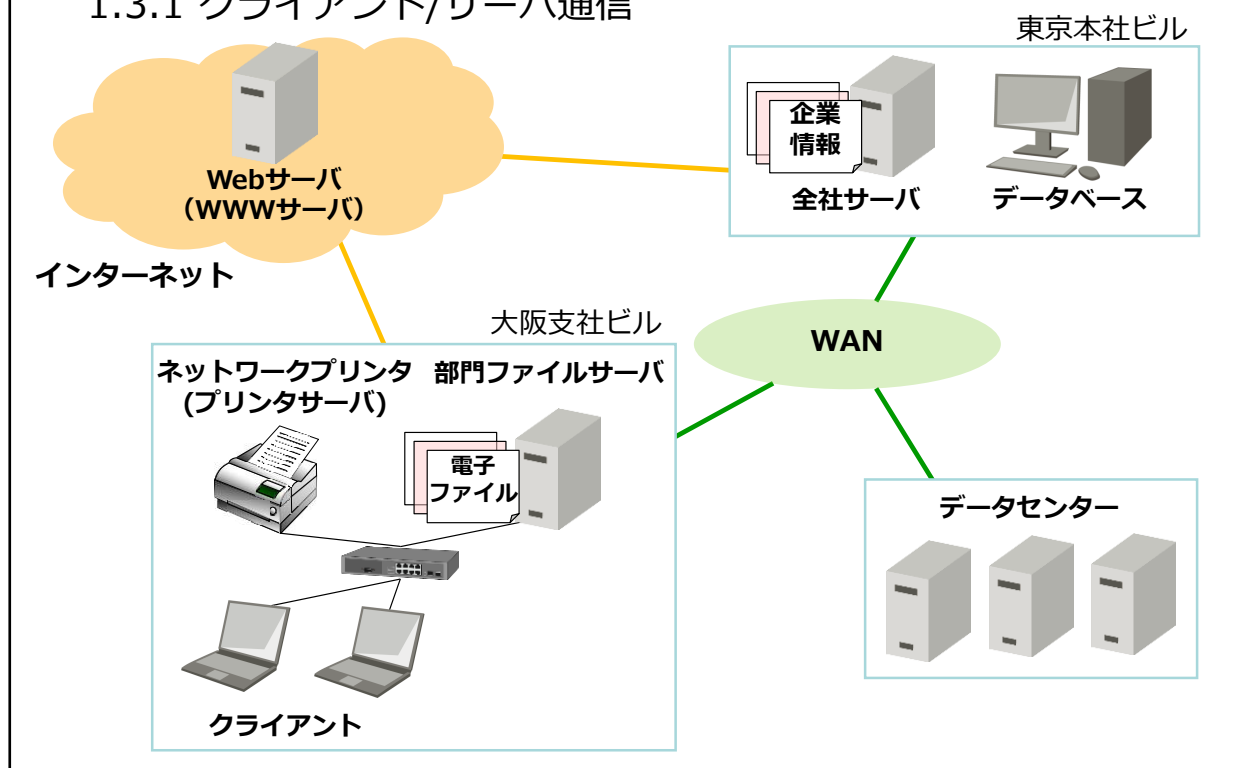 1.3.1 クライアント/サーバ通信
東京本社ビル
企業
情報
全社サーバ
データベース
Webサーバ
（WWWサーバ）
インターネット
大阪支社ビル
WAN
ネットワークプリンタ
(プリンタサーバ)
部門ファイルサーバ
電子
ファイル
クライアント
データセンター